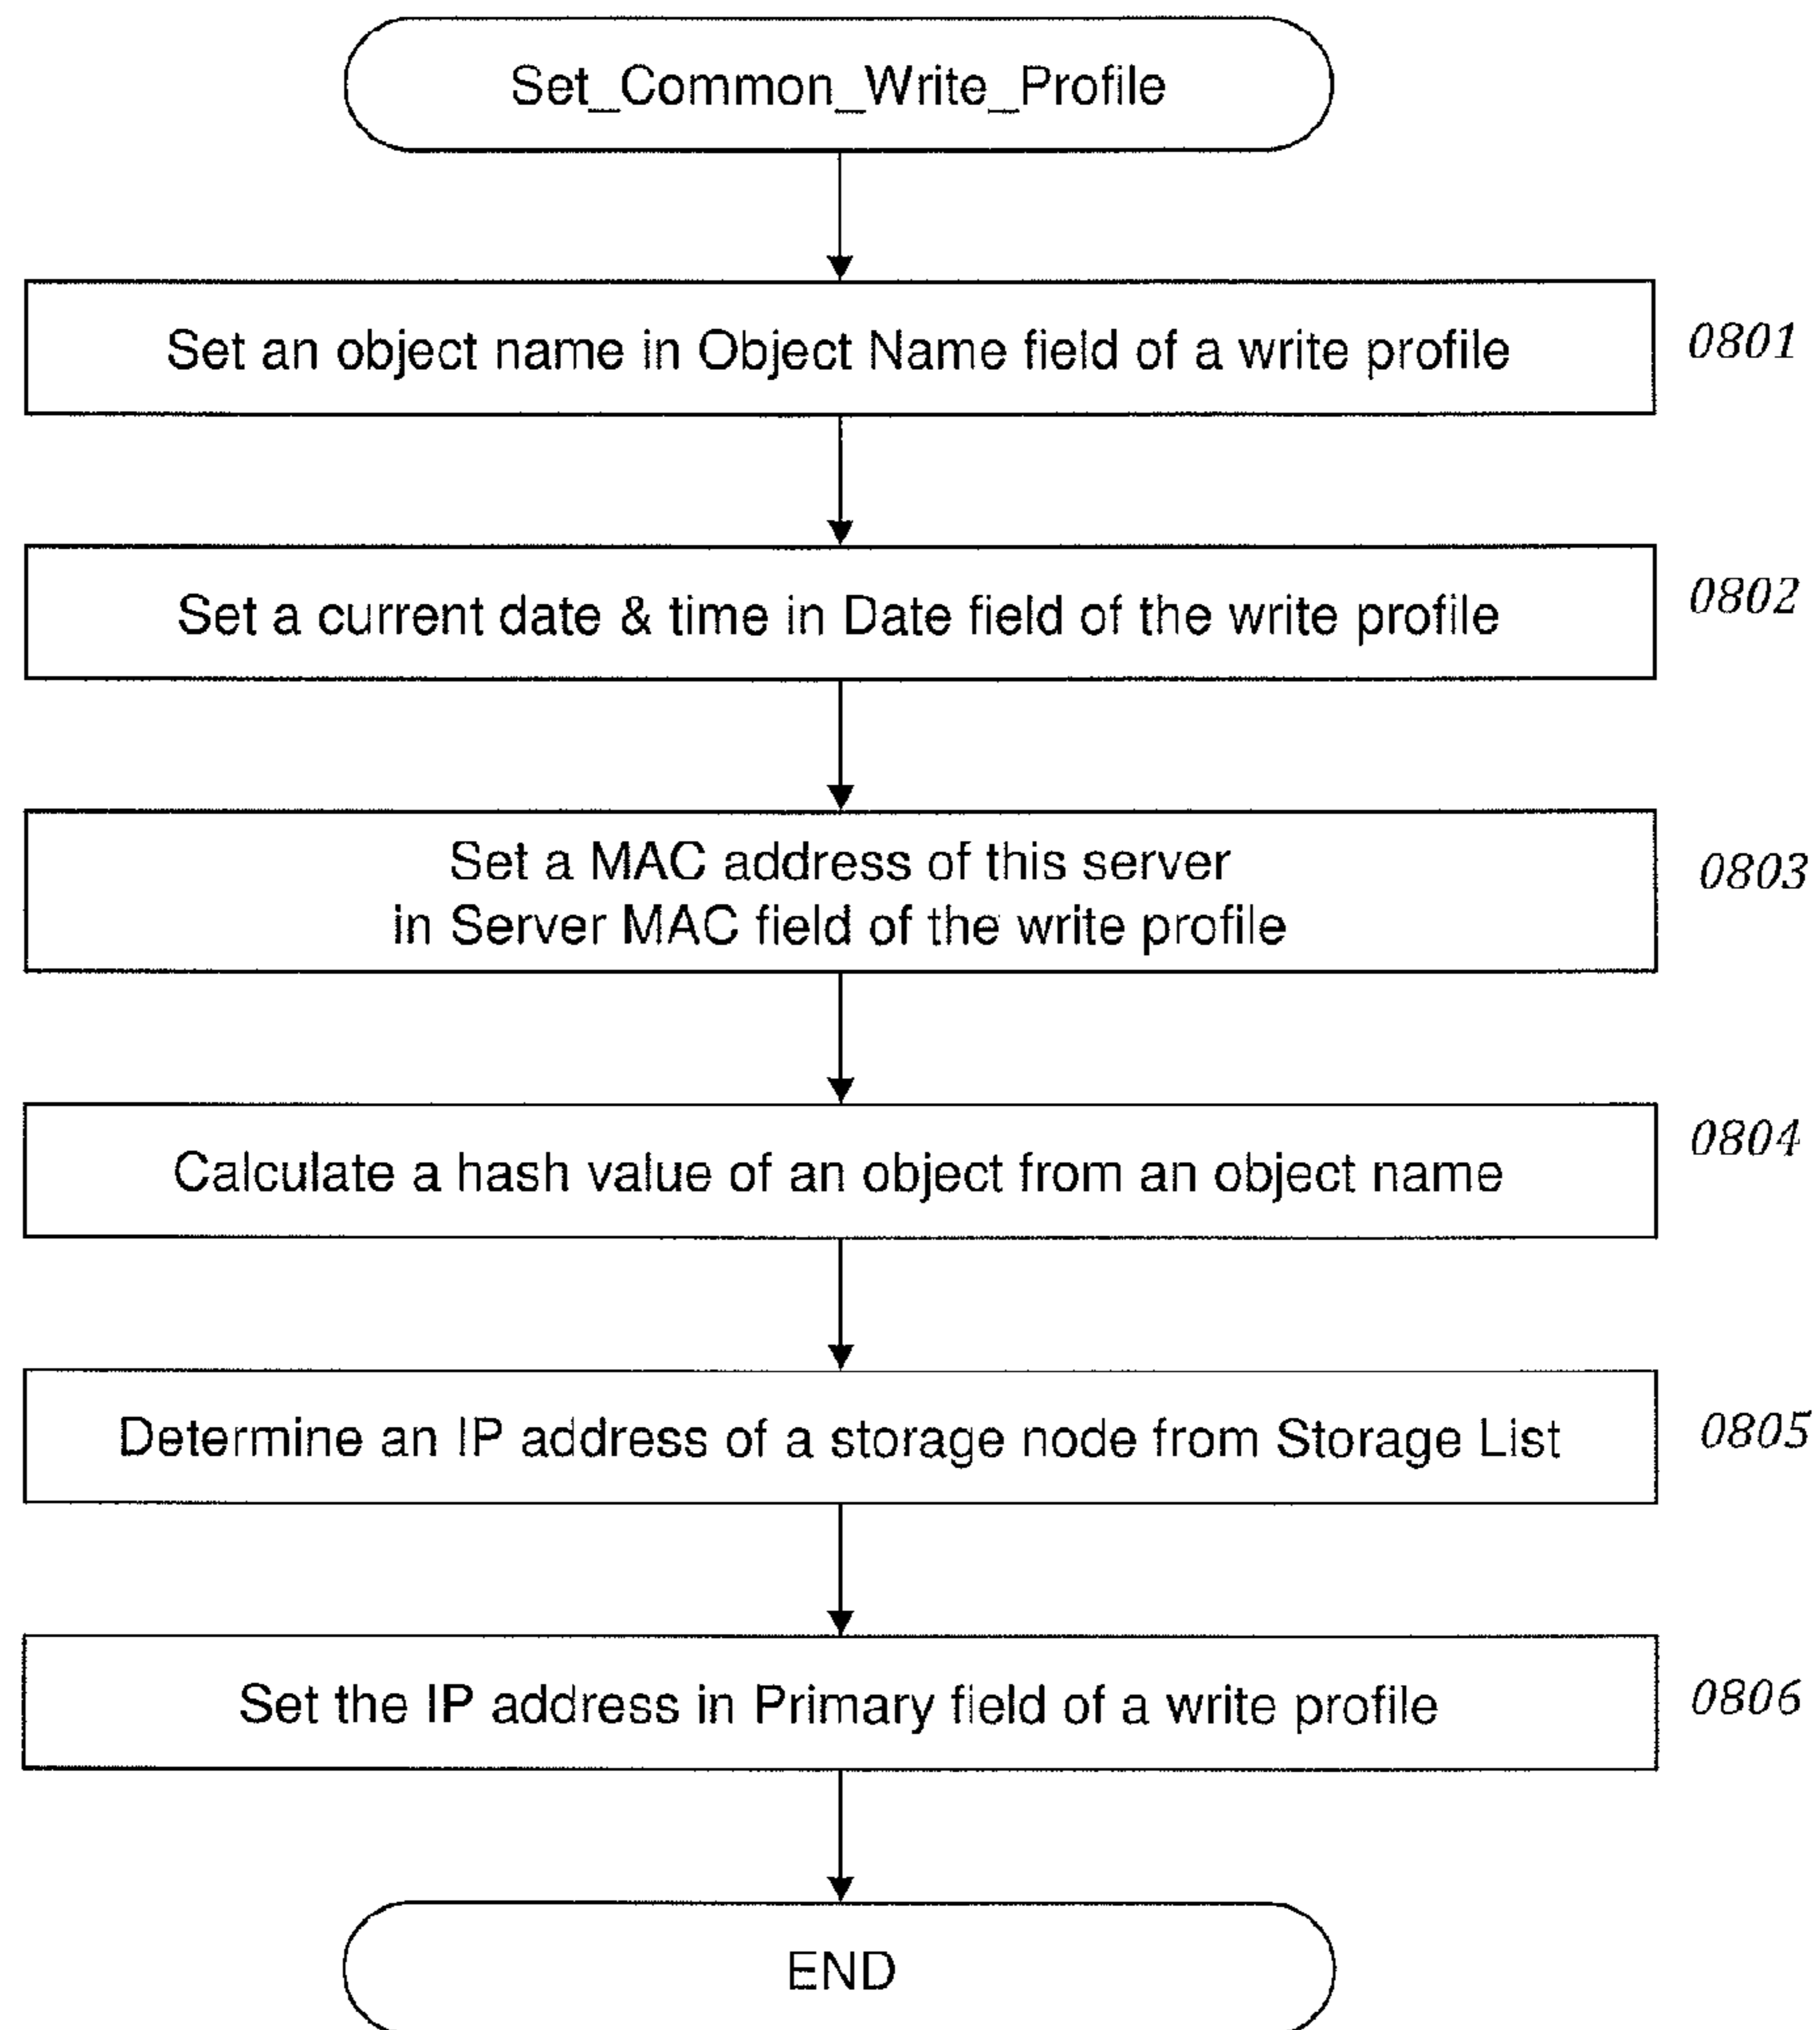 Set_Common_Write_Profile
Set an object name in Object Name field of a write profile
0801
Set a current date & time in Date field of the write profile
0802
Set a MAC address of this server
in Server MAC field of the write profile
0803
Calculate a hash value of an object from an object name
0804
Determine an IP address of a storage node from Storage List
0805
Set the IP address in Primary field of a write profile
0806
END